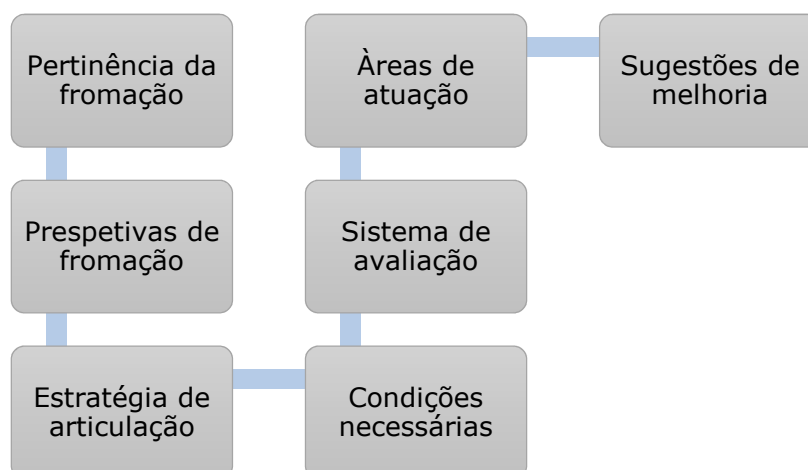 Pertinência da
fromação
Prespetivas de
fromação
Estratégia de
articulação
Condições
necessárias
Sistema de
avaliação
Àreas de
atuação
Sugestões de
melhoria